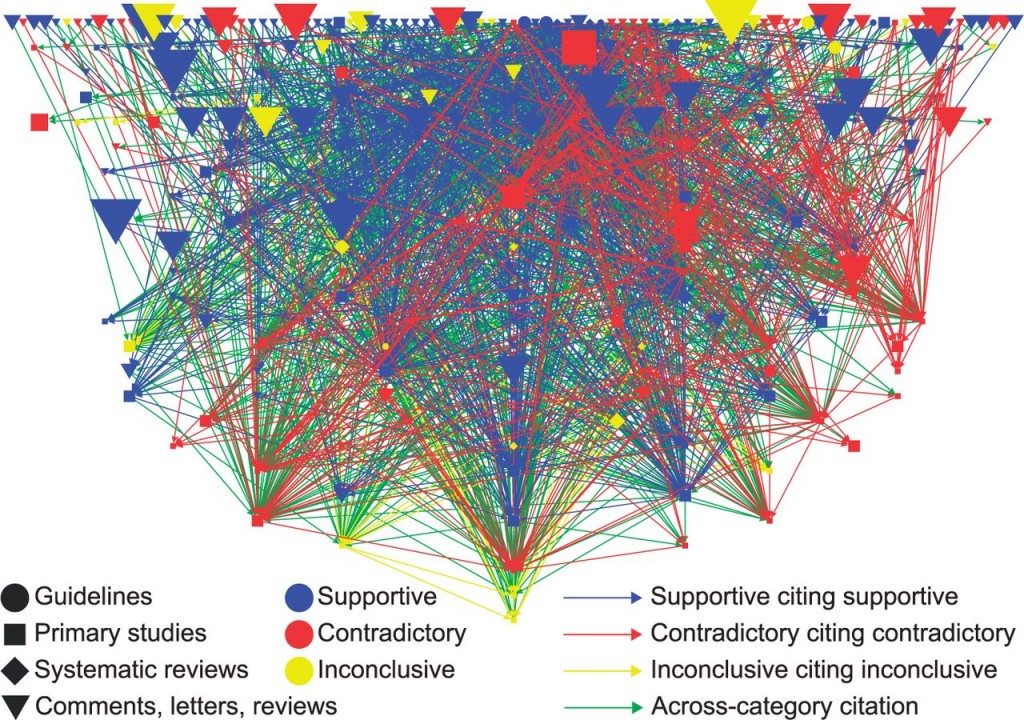 Guidelines
Primary studies
Systematic reviews
Comments, letters, reviews
Supportive
Contradictory
Inconclusive
Supportive citing supportive
Contradictory citing contradictory
Inconclusive citing inconclusive
Across-category citation